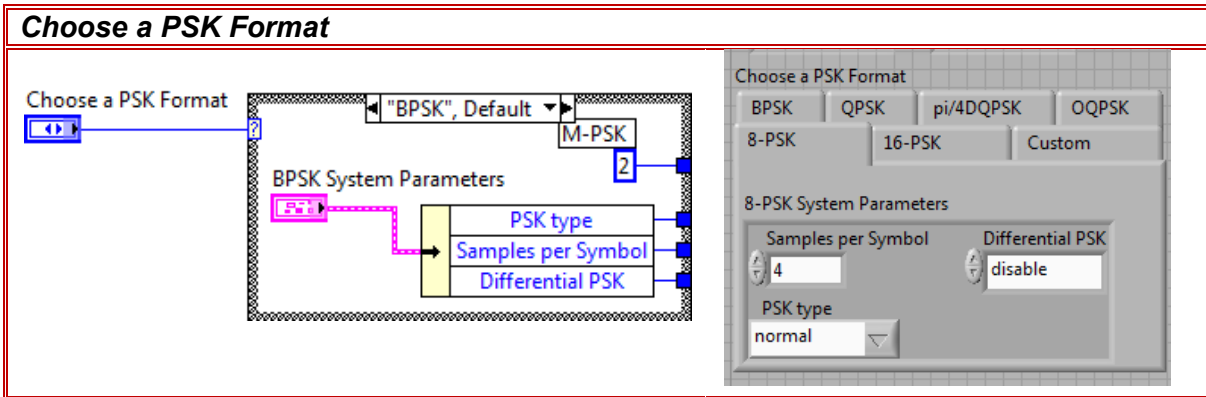 Choose a PSK Format
Choose a PSK Format
"BPSK", Default
?
M-PSK
2
BPSK System Parameters
PSK type
Samples per Symbol
Differential PSK
Choose a PSK Format
BPSK QPSK pi/4DQPSK OQPSK
8-PSK 16-PSK Custom
8-PSK System Parameters
Samples per Symbol Differential PSK
4 disable
PSK type
normal